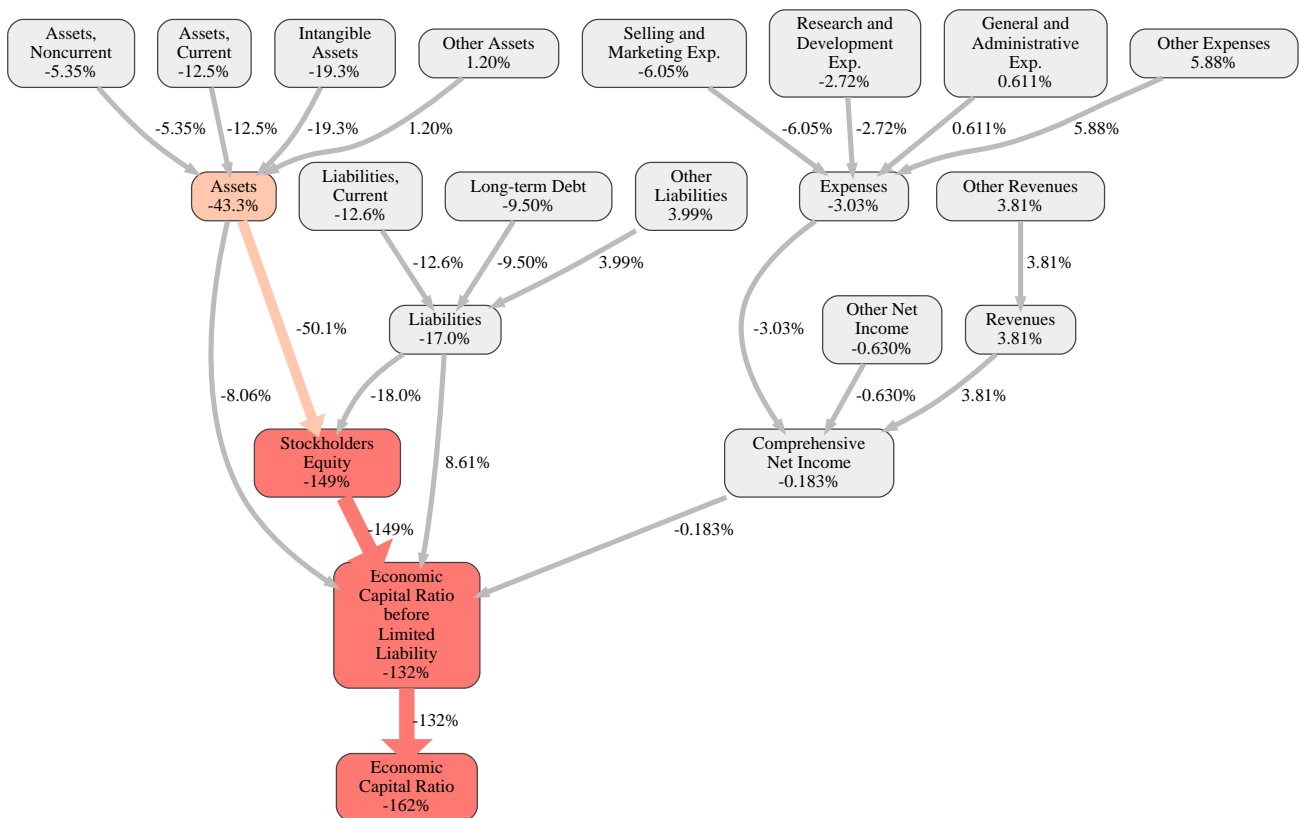 Assets,
Noncurrent
-5.35%
Assets,
Current
-12.5%
Intangible
Assets
-19.3%
Other Assets
1.20%
Selling and
Marketing Exp.
-6.05%
Research and
Development
Exp.
-2.72%
General and
Administrative
Exp.
0.611%
Other Expenses
5.88%
-5.35%
-12.5%
-19.3%
1.20%
-6.05%
-2.72%
0.611%
5.88%
Assets
-43.3%
Liabilities,
Current
-12.6%
Long-term Debt
-9.50%
Other
Liabilities
3.99%
Expenses
-3.03%
Other Revenues
3.81%
-12.6%
-9.50%
3.99%
3.81%
-50.1%
Liabilities
-17.0%
-3.03%
Other Net
Income
-0.630%
Revenues
3.81%
-8.06%
-18.0%
-0.630%
3.81%
Stockholders
Equity
-149%
8.61%
Comprehensive
Net Income
-0.183%
-149%
-0.183%
Economic
Capital Ratio
before
Limited
Liability
-132%
-132%
Economic
Capital Ratio
-162%